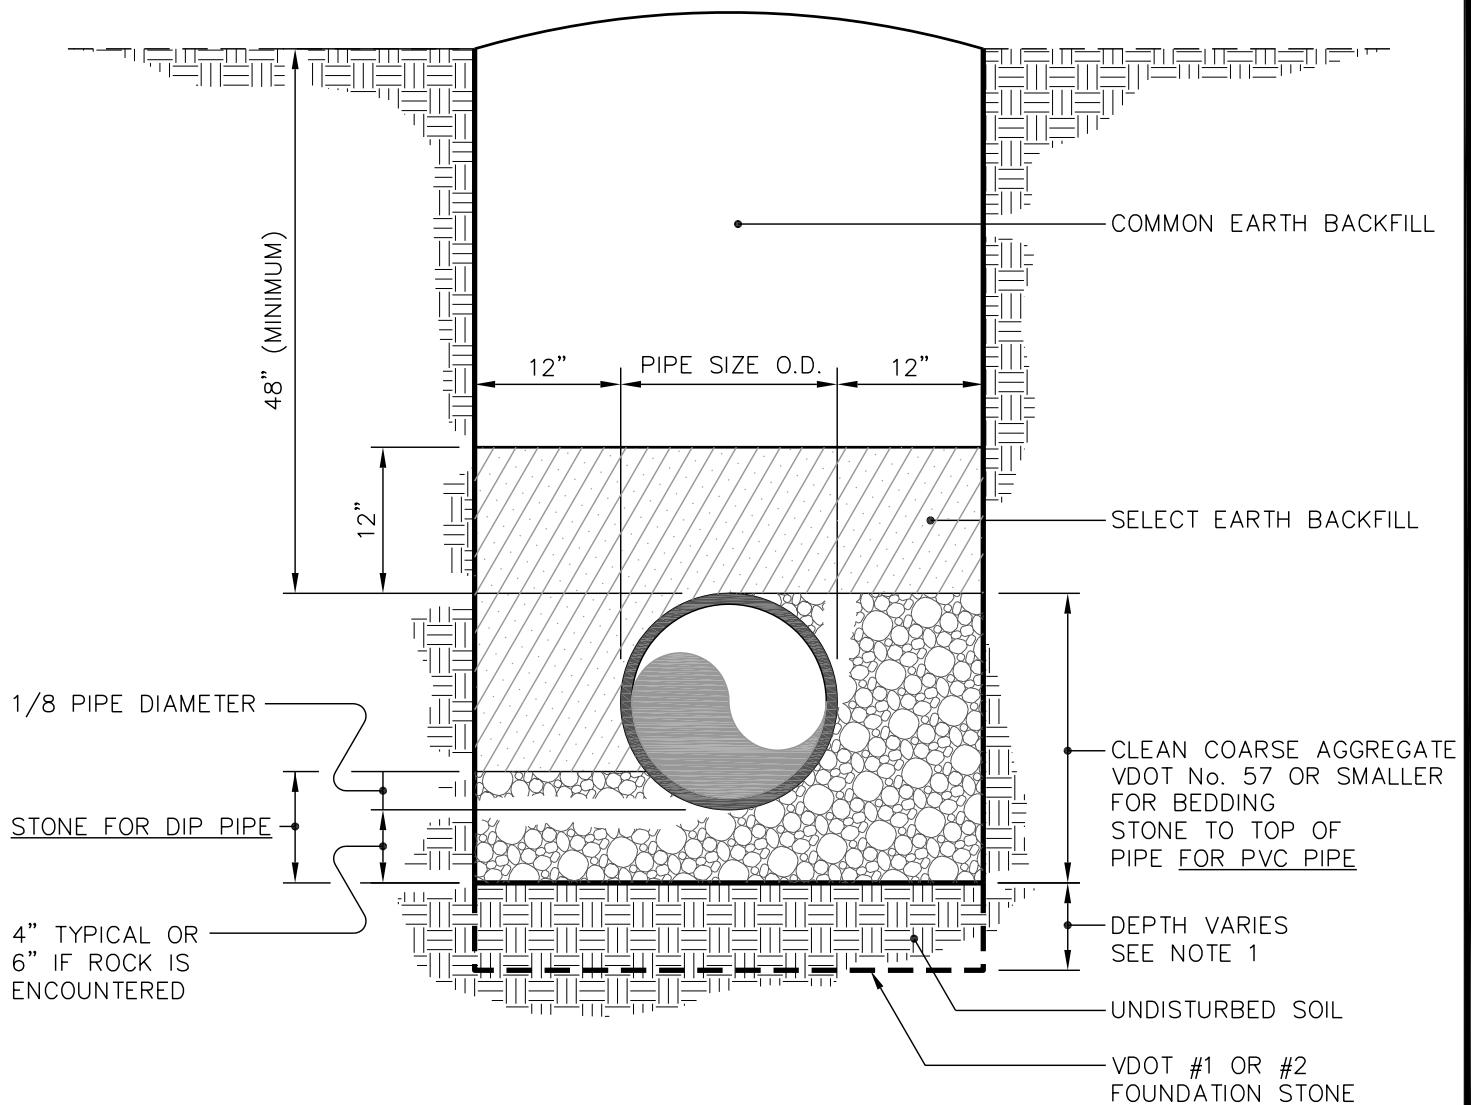 COMMON EARTH BACKFILL
48" (MINIMUM)
12"
PIPE SIZE O.D.
12"
12"
SELECT EARTH BACKFILL
1/8 PIPE DIAMETER
STONE FOR DIP PIPE
CLEAN COARSE AGGREGATE
VDOT No. 57 OR SMALLER
FOR BEDDING
STONE TO TOP OF
PIPE FOR PVC PIPE
4" TYPICAL OR
6" IF ROCK IS
ENCOUNTERED
DEPTH VARIES
SEE NOTE 1
UNDISTURBED SOIL
VDOT #1 OR #2
FOUNDATION STONE